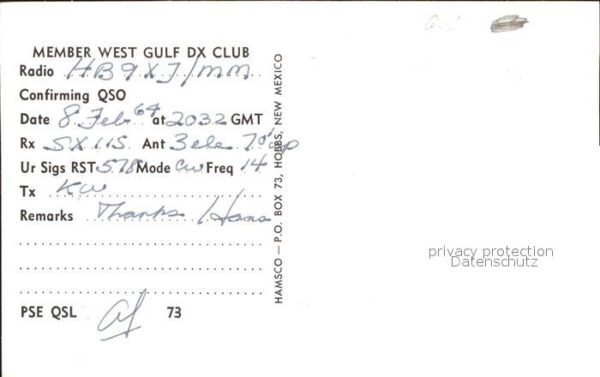 MEMBER WEST GULF DX CLUB
Radio HB9XJ/mm
Confirming QSO
Date 8 Feb 64 at 2032 GMT
Rx SX115 Ant 3 ele 70' up
Ur Sigs RST 578 Mode CW Freq 14
Tx KW
Remarks Thanks Hans
PSE QSL 73
HAMSCO – P.O. BOX 73, HOBBS, NEW MEXICO
privacy protection
Datenschutz